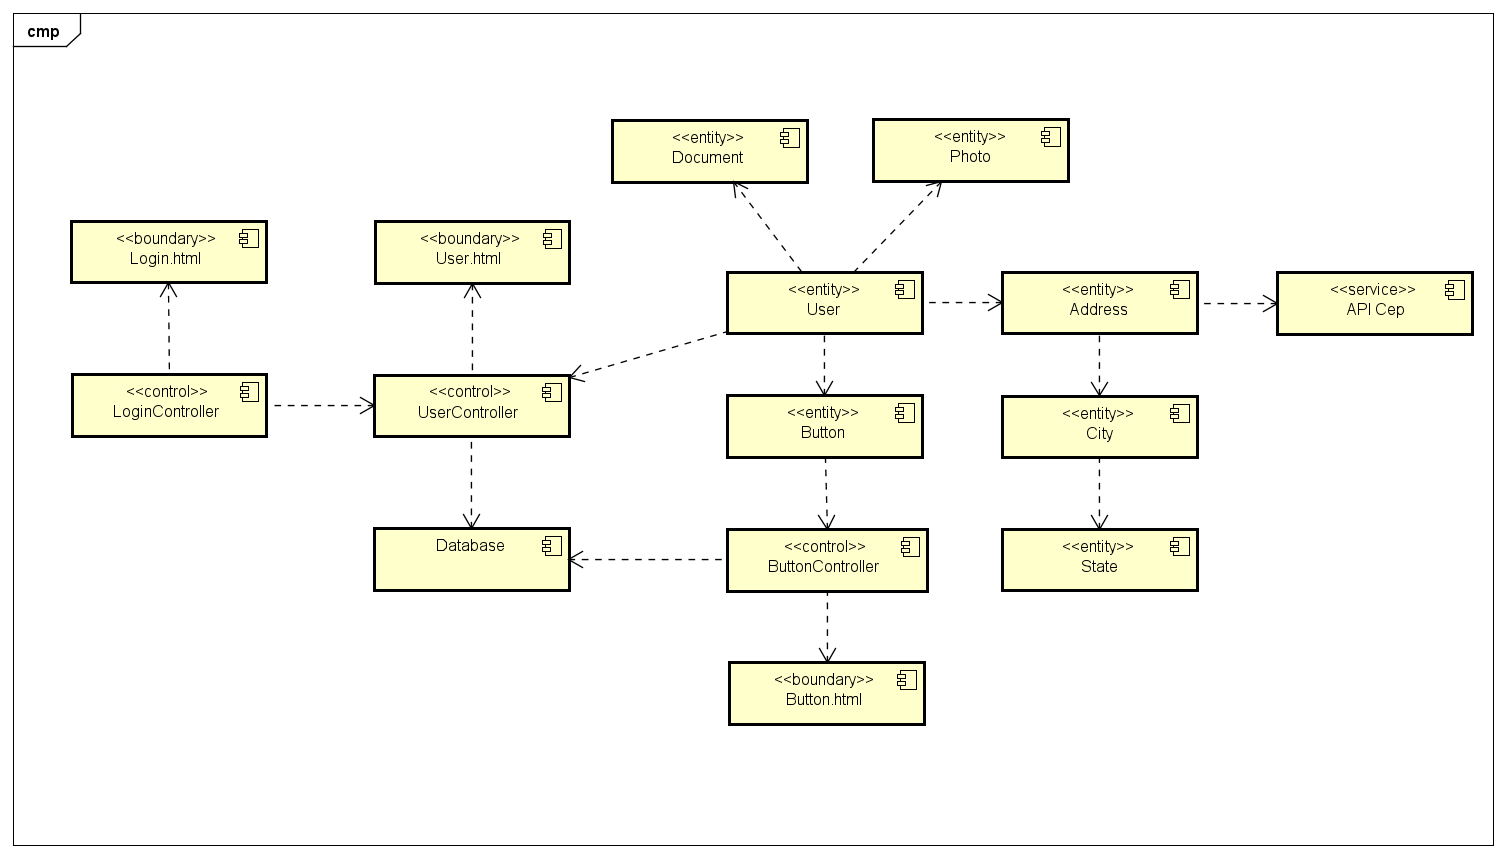 cmp
<<entity>>
Document
<<entity>>
Photo
<<boundary>>
Login.html
<<boundary>>
User.html
<<entity>>
User
<<entity>>
Address
<<service>>
API Cep
<<control>>
LoginController
<<control>>
UserController
<<entity>>
Button
<<entity>>
City
Database
<<control>>
ButtonController
<<entity>>
State
<<boundary>>
Button.html